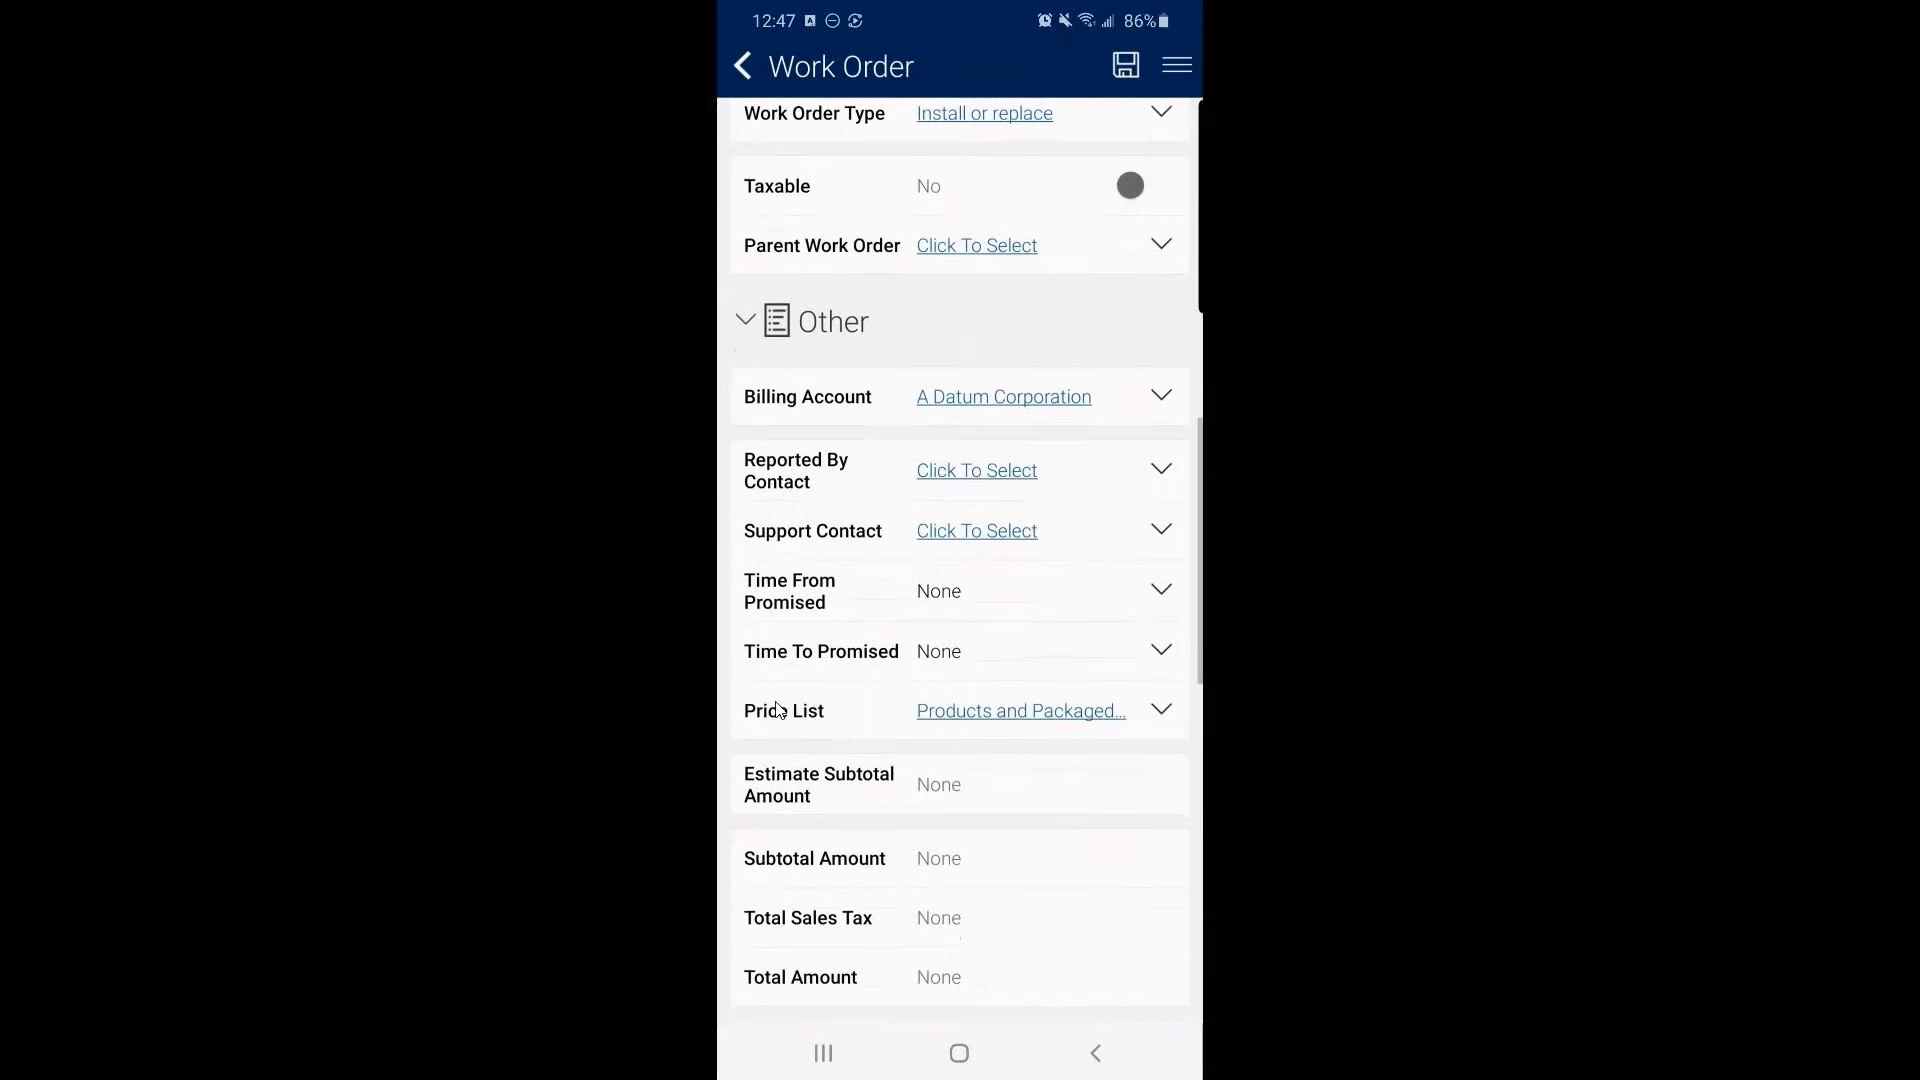 12:47 86%
Work Order
Work Order Type Install or replace
Taxable No
Parent Work Order Click To Select
Other
Billing Account A Datum Corporation
Reported By
Contact
Click To Select
Support Contact Click To Select
Time From
Promised
None
Time To Promised None
Price List Products and Packaged...
Estimate Subtotal
Amount
None
Subtotal Amount None
Total Sales Tax None
Total Amount None